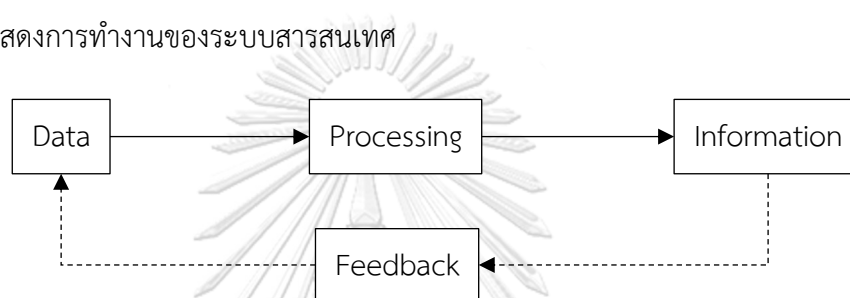 สดงการทำงานของระบบสารสนเทศ
Data
Processing
Information
Feedback